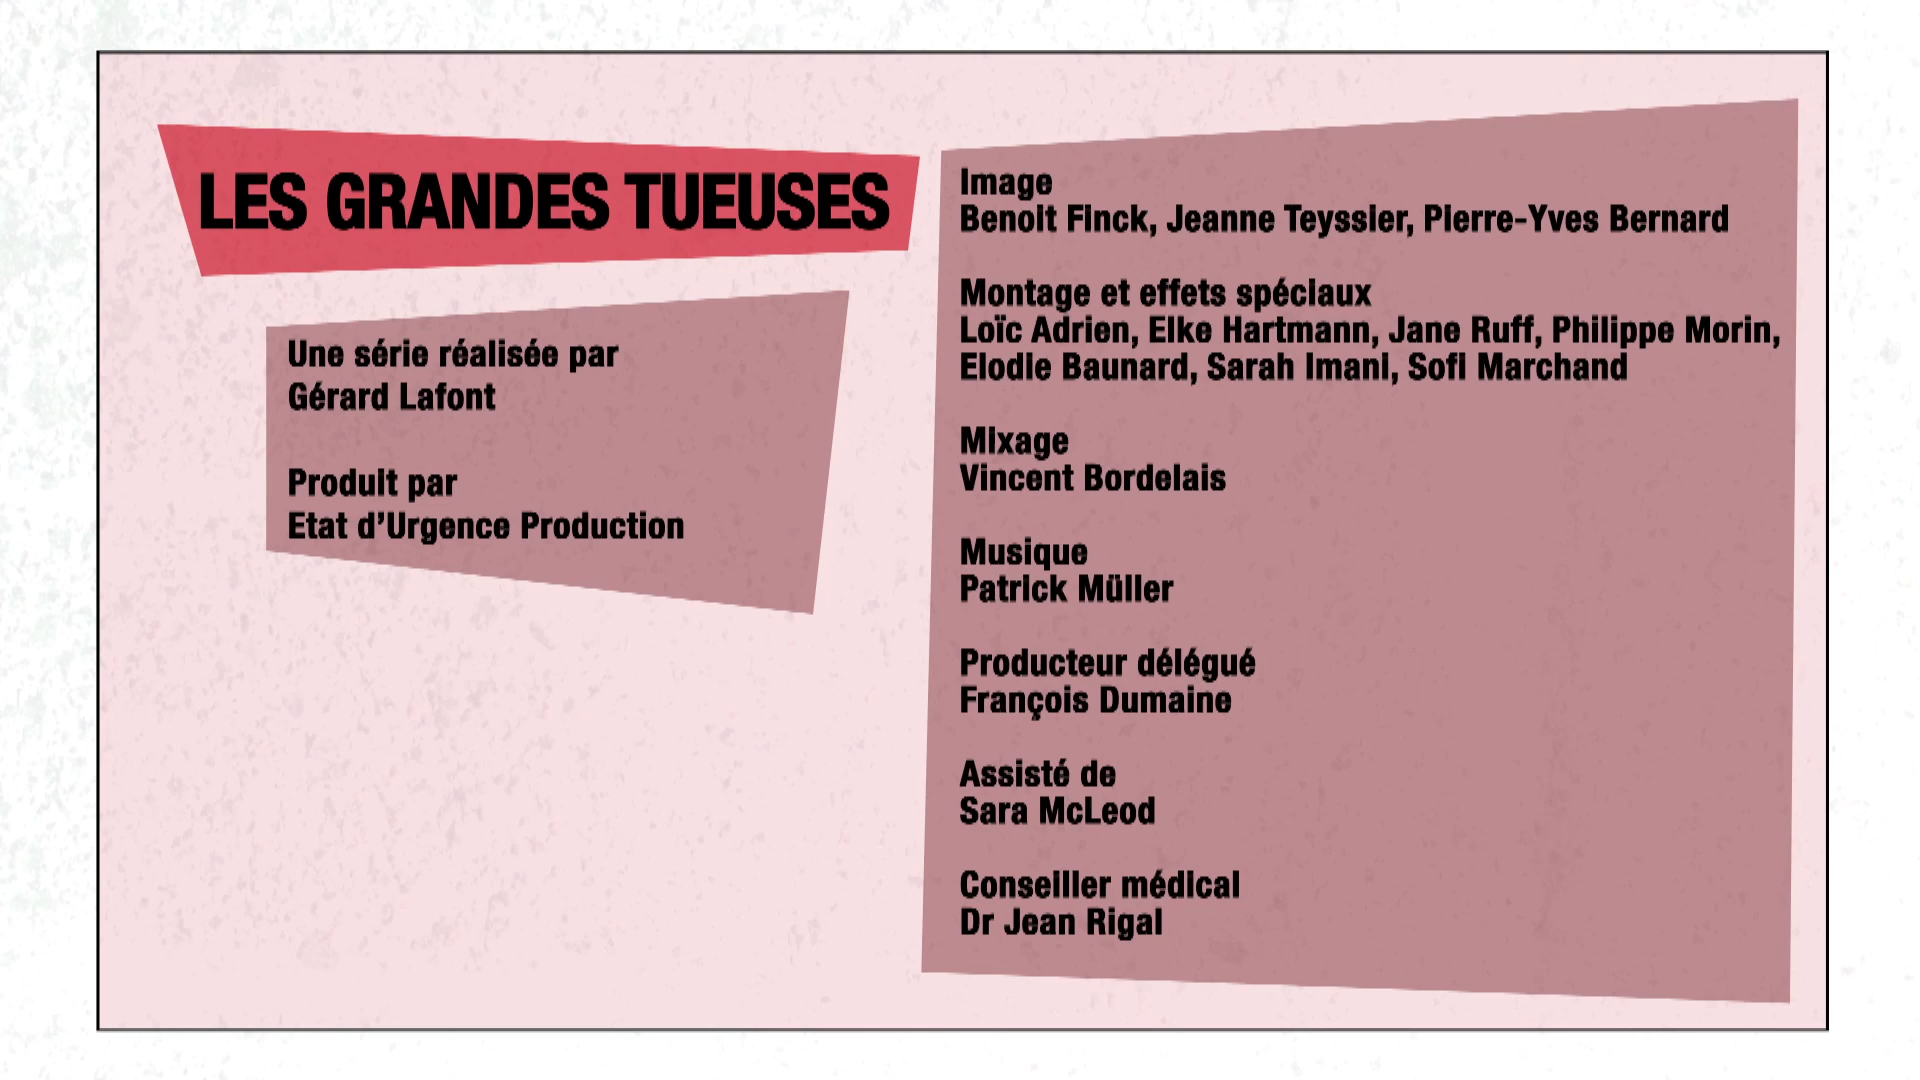 LES GRANDES TUEUSES
Une série réalisée par
Gérard Lafont
Produit par
Etat d’Urgence Production
Image
Benoit Finck, Jeanne Teyssier, Pierre-Yves Bernard
Montage et effets spéciaux
Loïc Adrien, Elke Hartmann, Jane Ruff, Philippe Morin,
Elodie Baunard, Sarah Imani, Sofi Marchand
Mixage
Vincent Bordelais
Musique
Patrick Müller
Producteur délégué
François Dumaine
Assisté de
Sara McLeod
Conseiller médical
Dr Jean Rigal